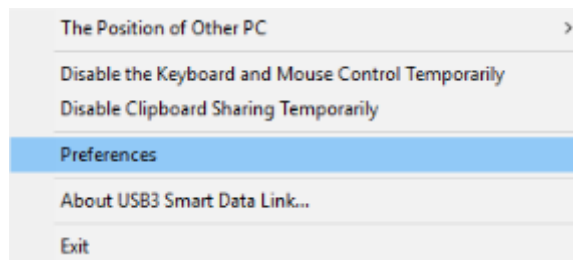 The Position of Other PC >
Disable the Keyboard and Mouse Control Temporarily
Disable Clipboard Sharing Temporarily
Preferences
About USB3 Smart Data Link...
Exit